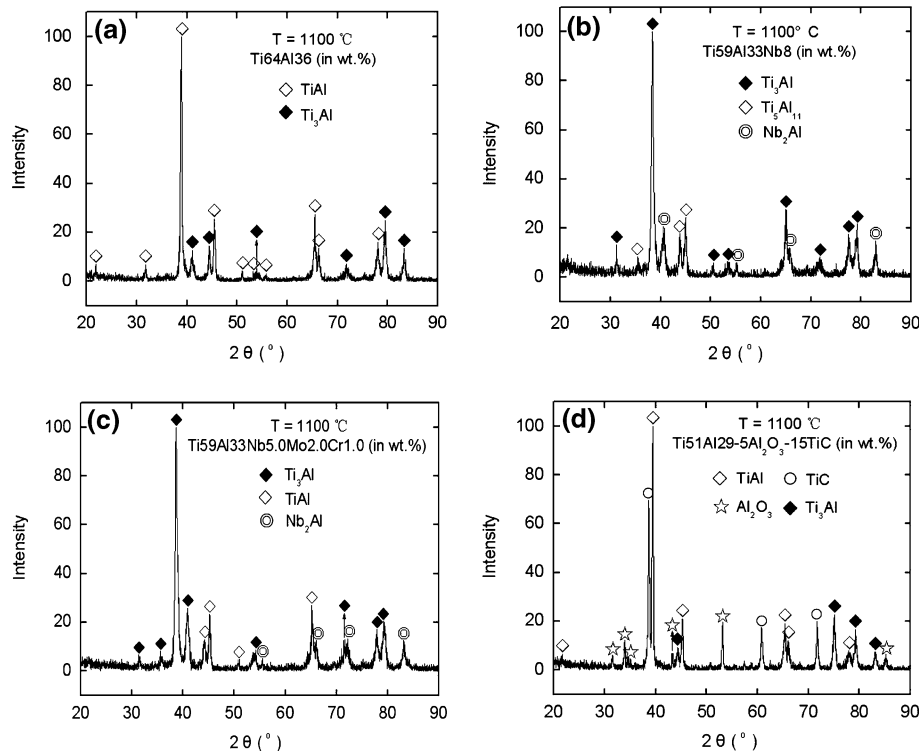 (a)
T = 1100 ℃
Ti64Al36 (in wt.%)
TiAl
Ti₃Al
Intensity
100
80
60
40
20
0
20 30 40 50 60 70 80 90
2 θ (°)
(b)
T = 1100° C
Ti59Al33Nb8 (in wt.%)
Ti₃Al
Ti₅Al₁₁
Nb₂Al
Intensity
100
80
60
40
20
0
20 30 40 50 60 70 80 90
2 θ (°)
(c)
T = 1100 ℃
Ti59Al33Nb5.0Mo2.0Cr1.0 (in wt.%)
Ti₃Al
TiAl
Nb₂Al
Intensity
100
80
60
40
20
0
20 30 40 50 60 70 80 90
2 θ (°)
(d)
T = 1100 ℃
Ti51Al29-5Al₂O₃-15TiC (in wt.%)
TiAl TiC
Al₂O₃ Ti₃Al
Intensity
100
80
60
40
20
0
20 30 40 50 60 70 80 90
2 θ (°)